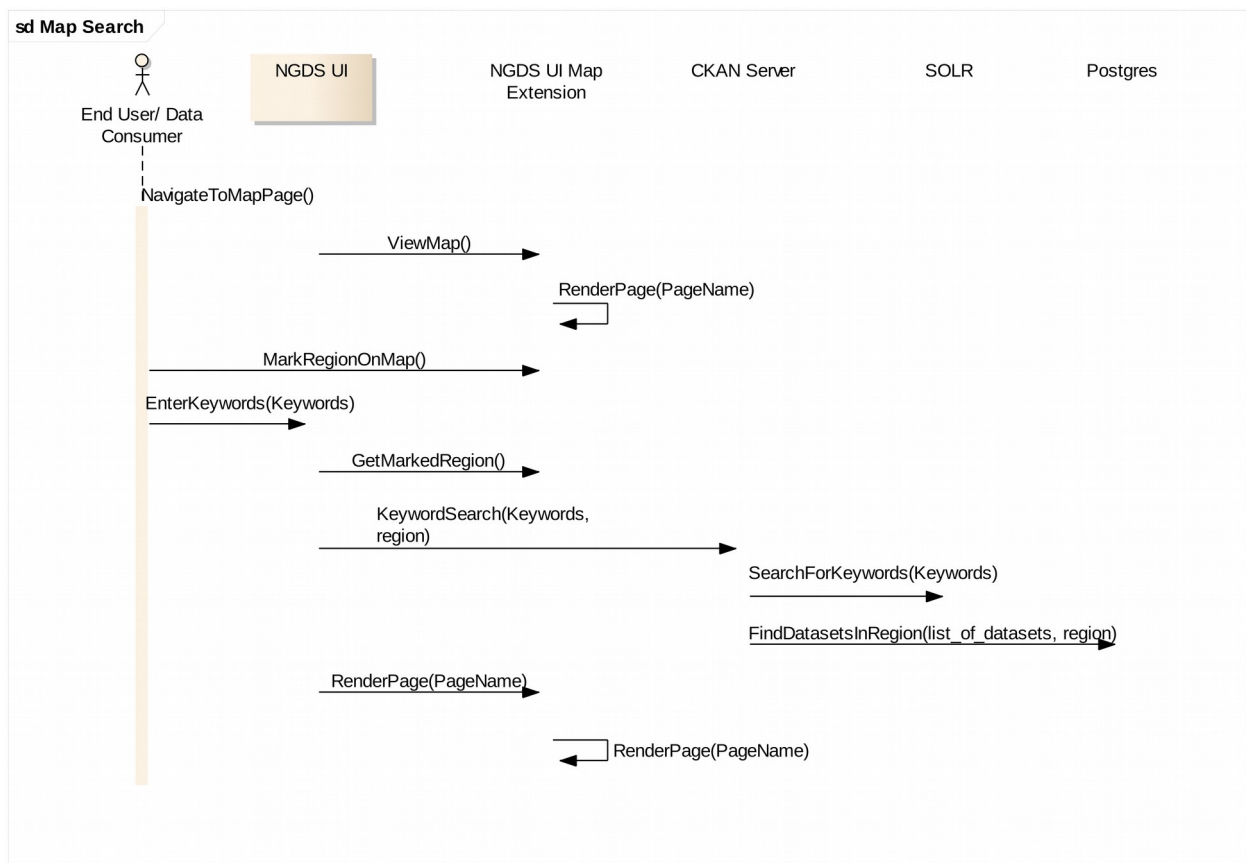 sd Map Search
End User/ Data
Consumer
NGDS UI
NGDS UI Map
Extension
CKAN Server
SOLR
Postgres
NavigateToMapPage()
ViewMap()
RenderPage(PageName)
MarkRegionOnMap()
EnterKeywords(Keywords)
GetMarkedRegion()
KeywordSearch(Keywords,
region)
SearchForKeywords(Keywords)
FindDatasetsInRegion(list_of_datasets, region)
RenderPage(PageName)
RenderPage(PageName)